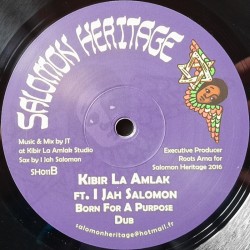 SALOMON HERITAGE
Music & Mix by JT
at Kibir La Amlak Studio
Sax by I Jah Salomon
SH011B
Executive Producer
Roots Ama for
Salomon Heritage 2016
KIBIR LA AMLAK
FT. I JAH SALOMON
BORN FOR A PURPOSE
DUB
salomonheritage@hotmail.fr